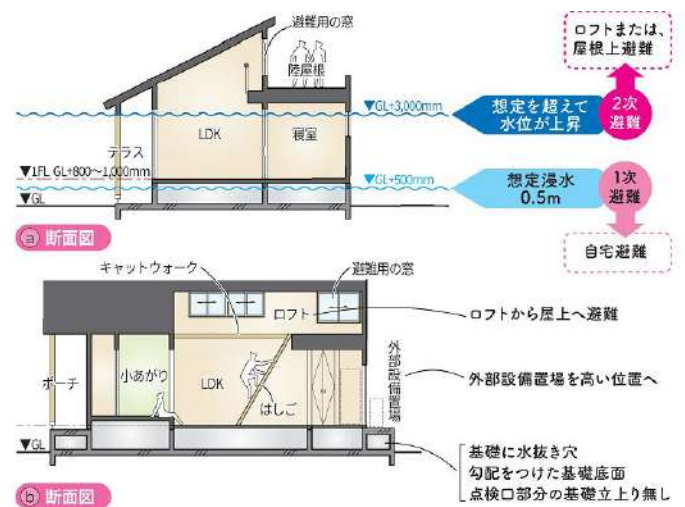 避難用の窓
陸屋根
ロフトまたは、
屋根上避難
▼GL+3,000mm
想定を超えて
水位が上昇
2次
避難
LDK
寝室
テラス
▼1FL GL+800〜1,000mm
▼GL+500mm
想定浸水
0.5m
1次
避難
▼GL
自宅避難
a 断面図
キャットウォーク
避難用の窓
ロフト
ロフトから屋上へ避難
ポーチ
小あがり
LDK
はしご
外部設備置場
外部設備置場を高い位置へ
▼GL
基礎に水抜き穴
勾配をつけた基礎底面
点検口部分の基礎立上り無し
b 断面図